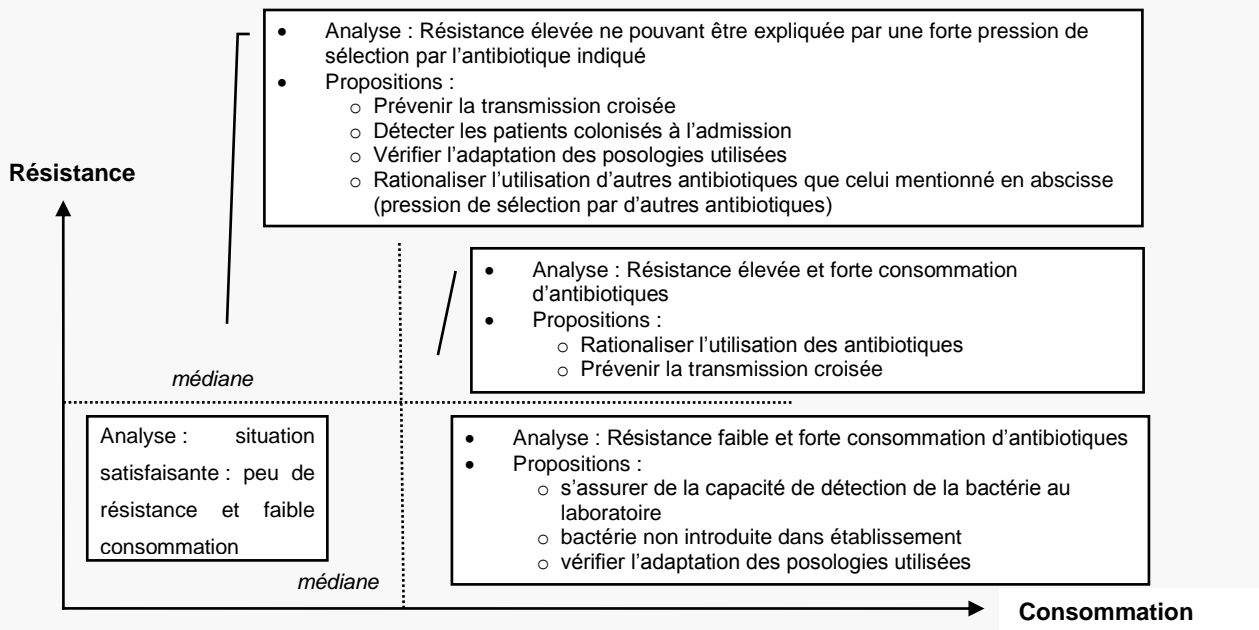 • Analyse : Résistance élevée ne pouvant être expliquée par une forte pression de
sélection par l’antibiotique indiqué
• Propositions :
o Prévenir la transmission croisée
o Détecter les patients colonisés à l’admission
o Vérifier l’adaptation des posologies utilisées
o Rationaliser l’utilisation d’autres antibiotiques que celui mentionné en abscisse
(pression de sélection par d’autres antibiotiques)
Résistance
• Analyse : Résistance élevée et forte consommation
d’antibiotiques
• Propositions :
o Rationaliser l’utilisation des antibiotiques
o Prévenir la transmission croisée
médiane
Analyse : situation
satisfaisante : peu de
résistance et faible
consommation
• Analyse : Résistance faible et forte consommation d’antibiotiques
• Propositions :
o s’assurer de la capacité de détection de la bactérie au
laboratoire
o bactérie non introduite dans établissement
o vérifier l’adaptation des posologies utilisées
médiane
Consommation